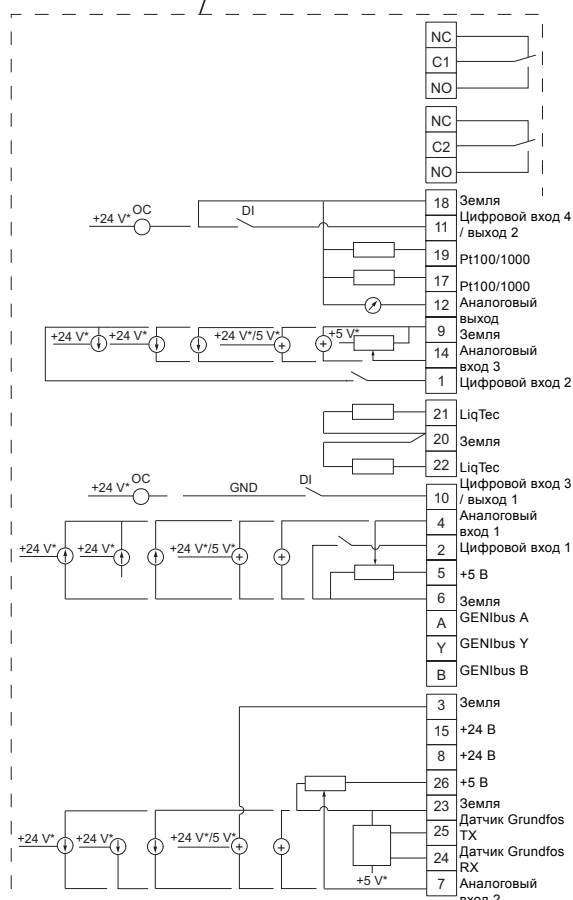 NC
C1
NO
NC
C2
NO
18 Земля
+24 V* OC DI 11 Цифровой вход 4
/ выход 2
19 Pt100/1000
17 Pt100/1000
12 Аналоговый
выход
+24 V* +24 V* +24 V*/5 V* +5 V* 9 Земля
14 Аналоговый
вход 3
1 Цифровой вход 2
21 LiqTec
20 Земля
22 LiqTec
+24 V* OC GND DI 10 Цифровой вход 3
/ выход 1
4 Аналоговый
вход 1
+24 V* +24 V* +24 V*/5 V* 2 Цифровой вход 1
5 +5 В
6 Земля
A GENIbus A
Y GENIbus Y
B GENIbus B
3 Земля
15 +24 В
8 +24 В
26 +5 В
23 Земля
25 Датчик Grundfos
TX
+24 V* +24 V* +24 V*/5 V* 24 Датчик Grundfos
RX
+5 V* 7 Аналоговый
вход 2